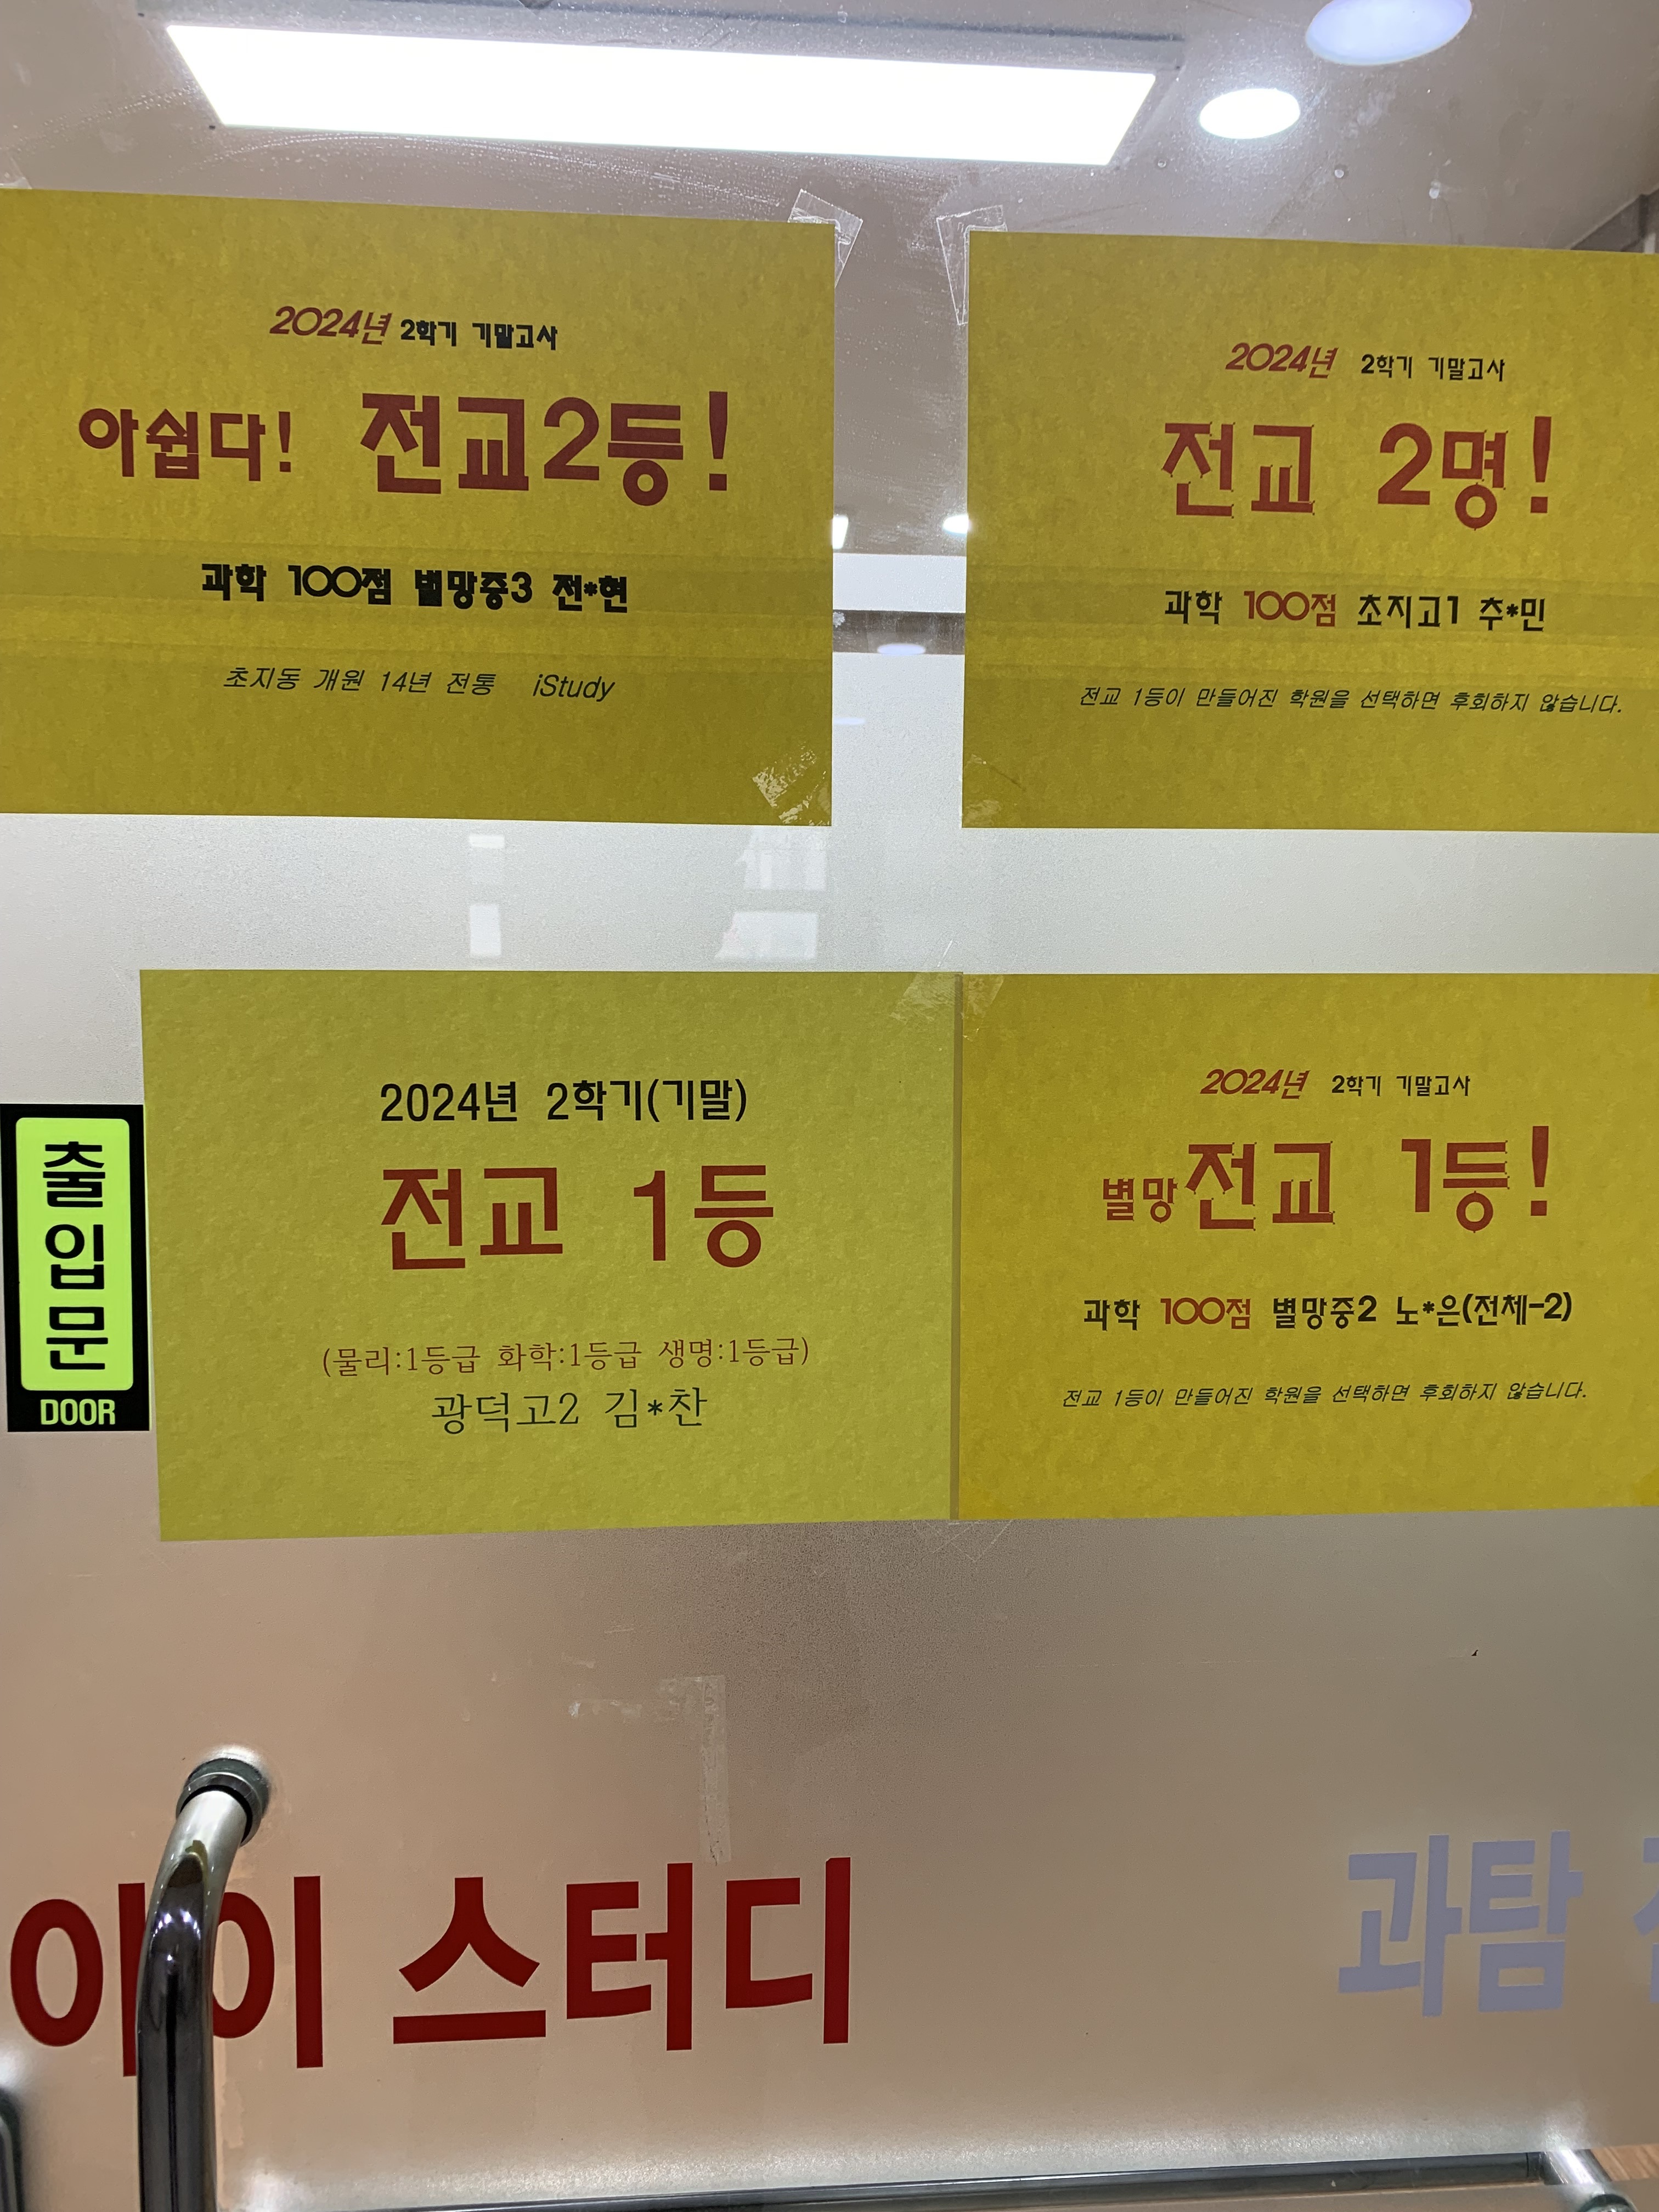 2024년 2학기 기말고사
아쉽다! 전교2등!
과학 100점 별망중3 전*현
초지동 개원 14년 전통 iStudy
2024년 2학기 기말고사
전교 2명!
과학 100점 초지고1 추*민
전교 1등이 만들어진 학원을 선택하면 후회하지 않습니다.
2024년 2학기(기말)
전교 1등
(물리:1등급 화학:1등급 생명:1등급)
광덕고2 김*찬
2024년 2학기 기말고사
별망전교 1등!
과학 100점 별망중2 노*은(전체-2)
전교 1등이 만들어진 학원을 선택하면 후회하지 않습니다.
출입문
DOOR
아이 스터디
과탐